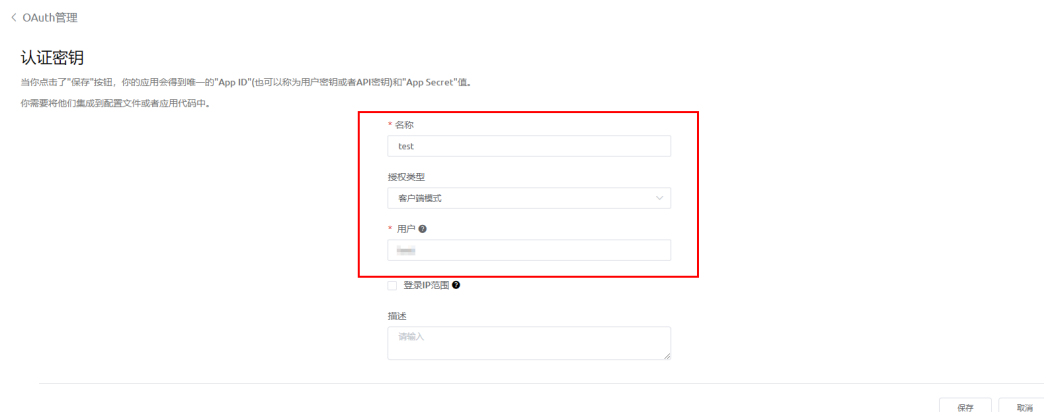 < OAuth管理
认证密钥
当你点击了"保存"按钮，你的应用会得到唯一的"App ID"(也可以称为用户密钥或者API密钥)和"App Secret"值。
你需要将他们集成到配置文件或者应用代码中。
* 名称
test
授权类型
客户端模式
* 用户
登录IP范围
描述
请输入
保存 取消